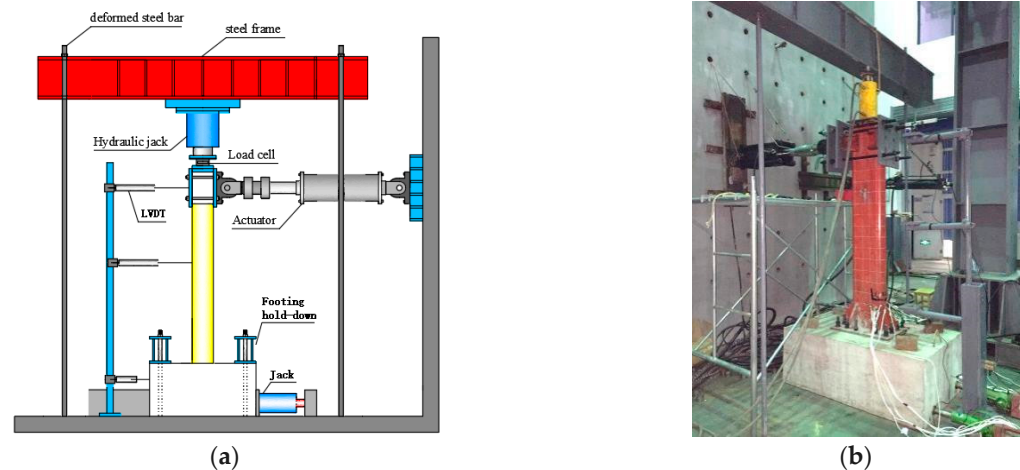 deformed steel bar
steel frame
Hydraulic jack
Load cell
LVDT
Actuator
Footing
hold-down
Jack
(a)
(b)